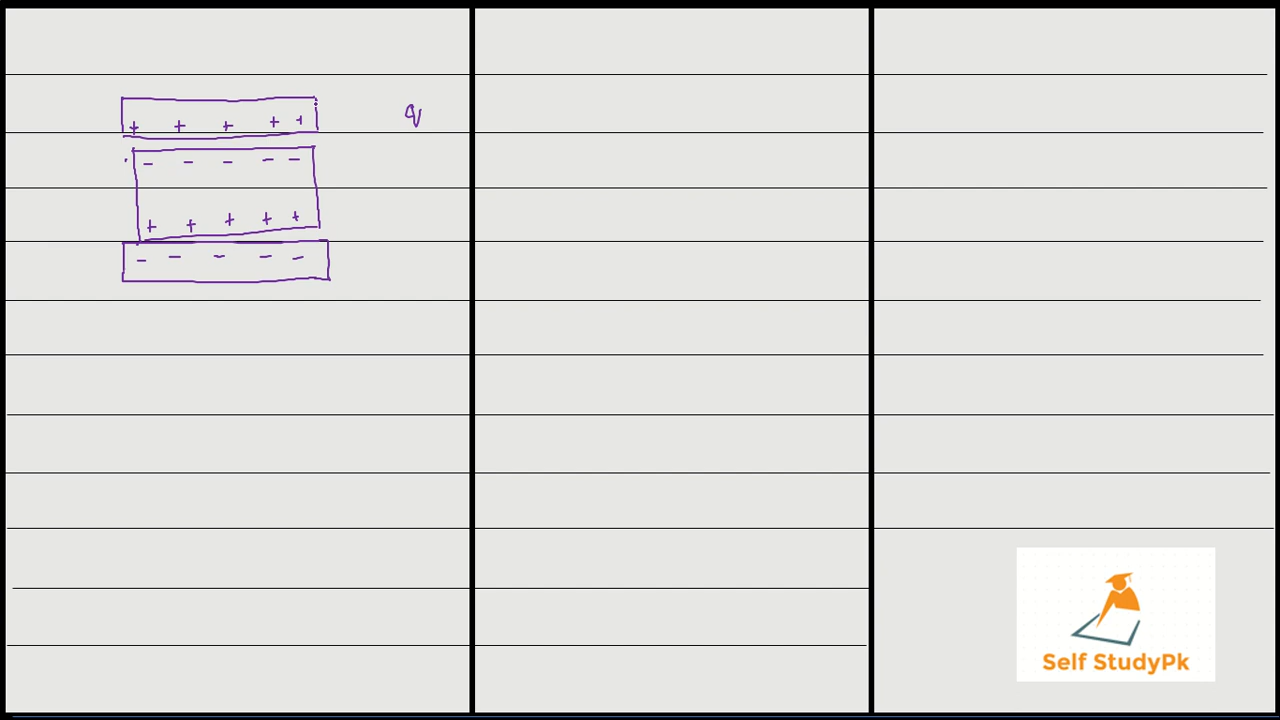 q
+ + + + +
- - - - -
+ + + + +
- - - - -
Self StudyPk